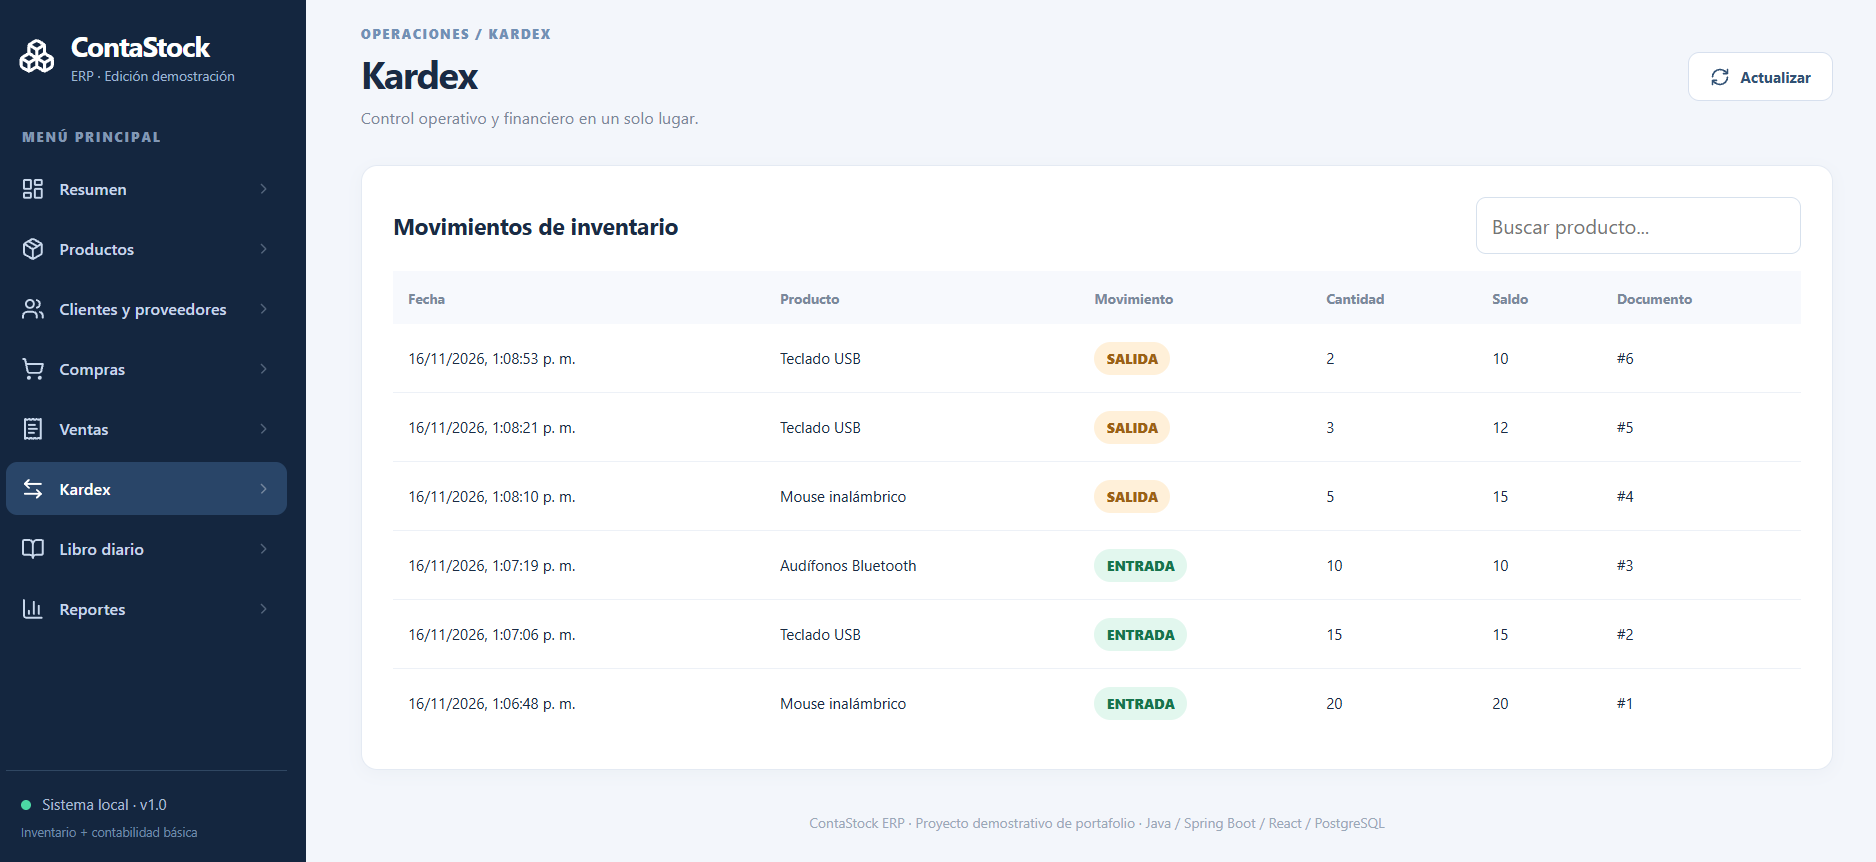 ContaStock
ERP · Edición demostración
MENÚ PRINCIPAL
Resumen
Productos
Clientes y proveedores
Compras
Ventas
Kardex
Libro diario
Reportes
Sistema local · v1.0
Inventario + contabilidad básica
OPERACIONES / KARDEX
Kardex
Control operativo y financiero en un solo lugar.
Actualizar
Movimientos de inventario
Buscar producto...
Fecha Producto Movimiento Cantidad Saldo Documento
16/11/2026, 1:08:53 p. m. Teclado USB SALIDA 2 10 #6
16/11/2026, 1:08:21 p. m. Teclado USB SALIDA 3 12 #5
16/11/2026, 1:08:10 p. m. Mouse inalámbrico SALIDA 5 15 #4
16/11/2026, 1:07:19 p. m. Audífonos Bluetooth ENTRADA 10 10 #3
16/11/2026, 1:07:06 p. m. Teclado USB ENTRADA 15 15 #2
16/11/2026, 1:06:48 p. m. Mouse inalámbrico ENTRADA 20 20 #1
ContaStock ERP · Proyecto demostrativo de portafolio · Java / Spring Boot / React / PostgreSQL